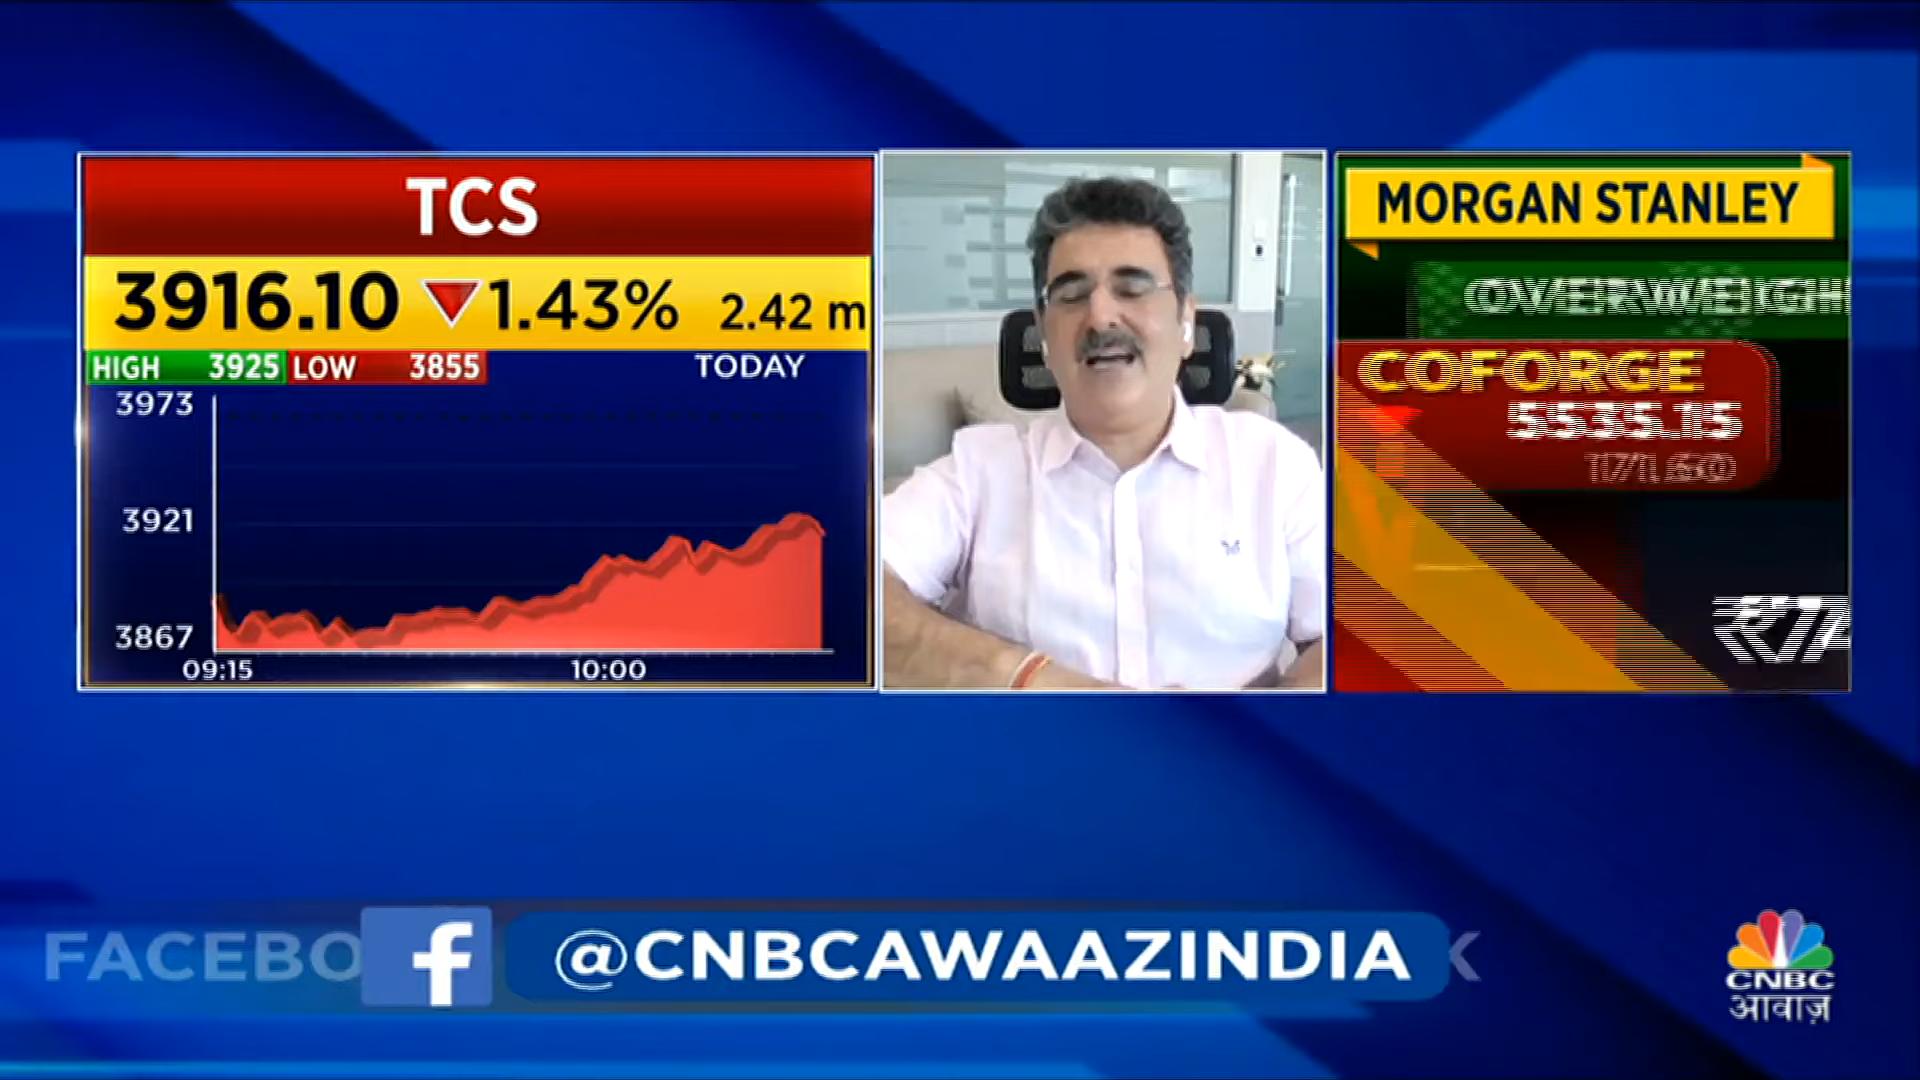 TCS
3916.10 ▼1.43% 2.42 m
HIGH 3925 LOW 3855 TODAY
3973
3921
3867
09:15 10:00
MORGAN STANLEY
OVERWEIGH
COFORGE
5535.15
FACEBO f @CNBCAWAAZINDIA K
CNBC
आवाज़